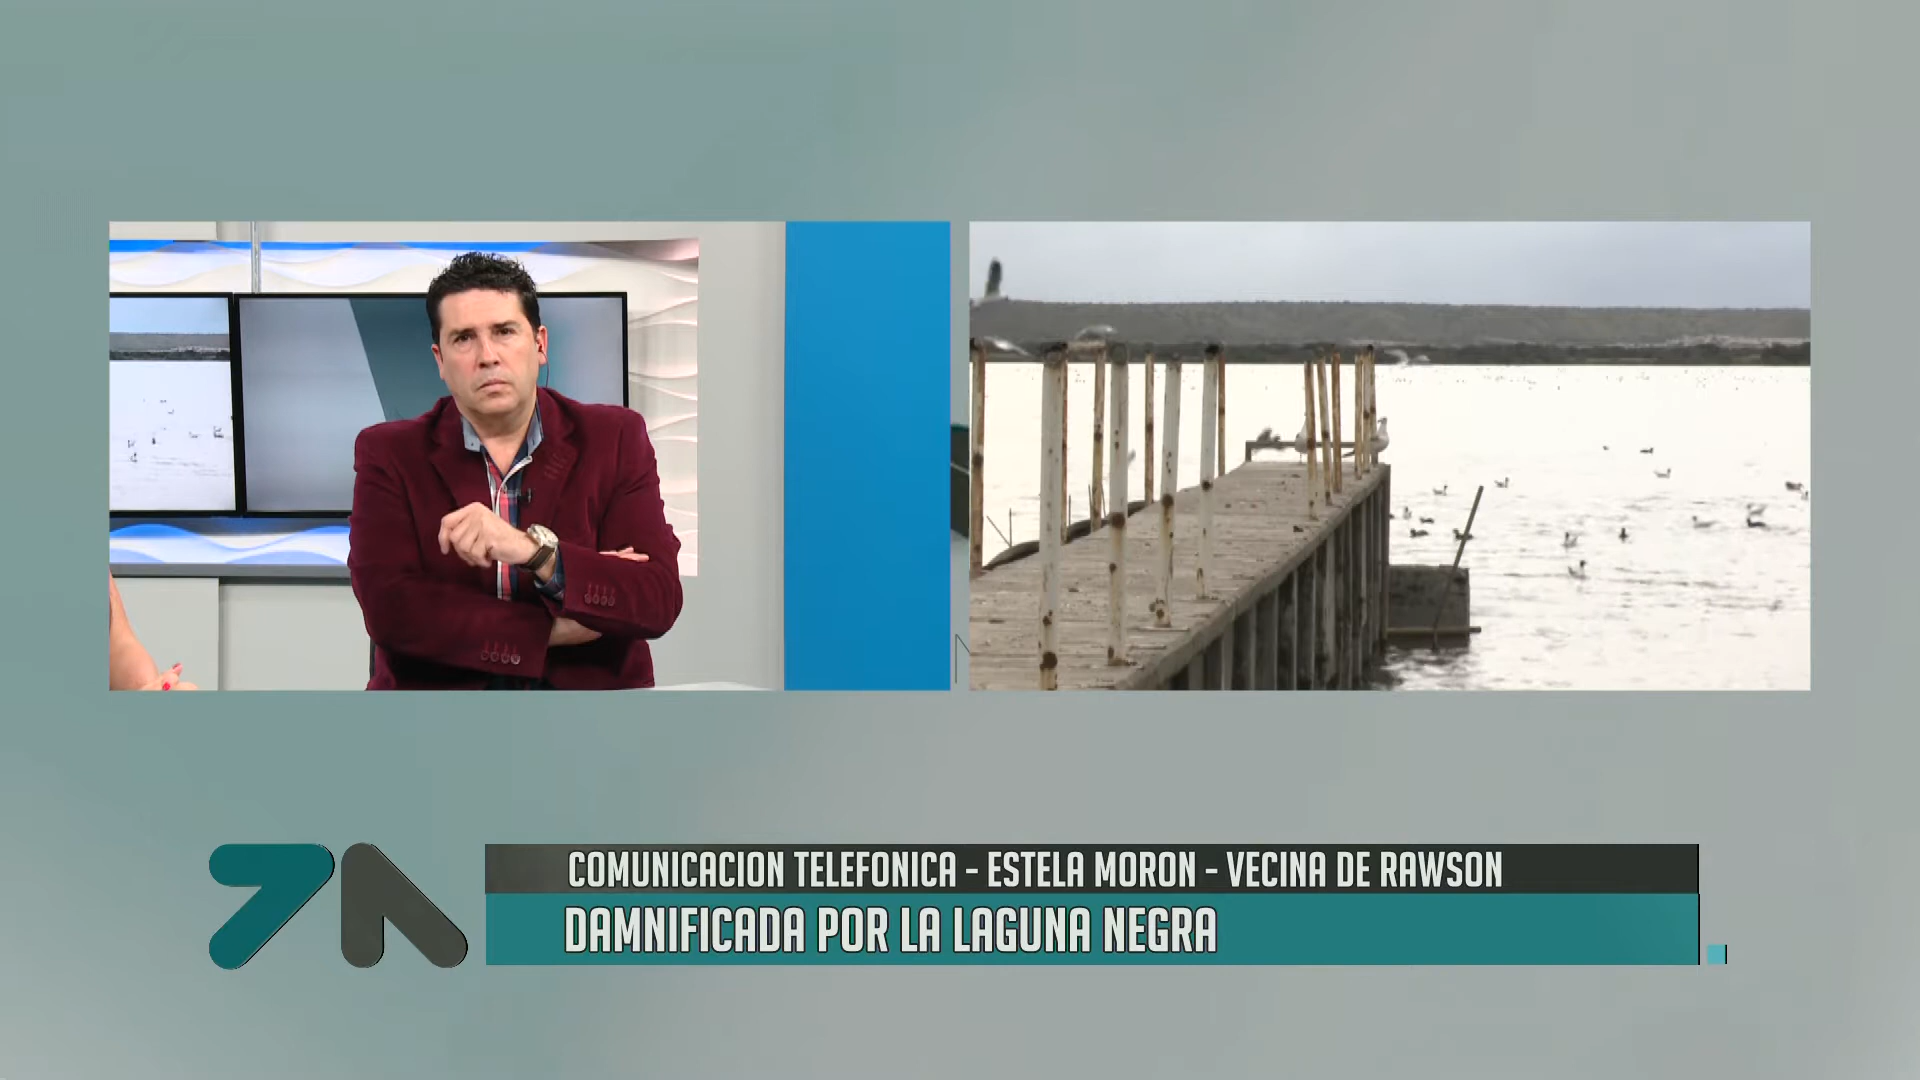 COMUNICACION TELEFONICA - ESTELA MORON - VECINA DE RAWSON
DAMNIFICADA POR LA LAGUNA NEGRA